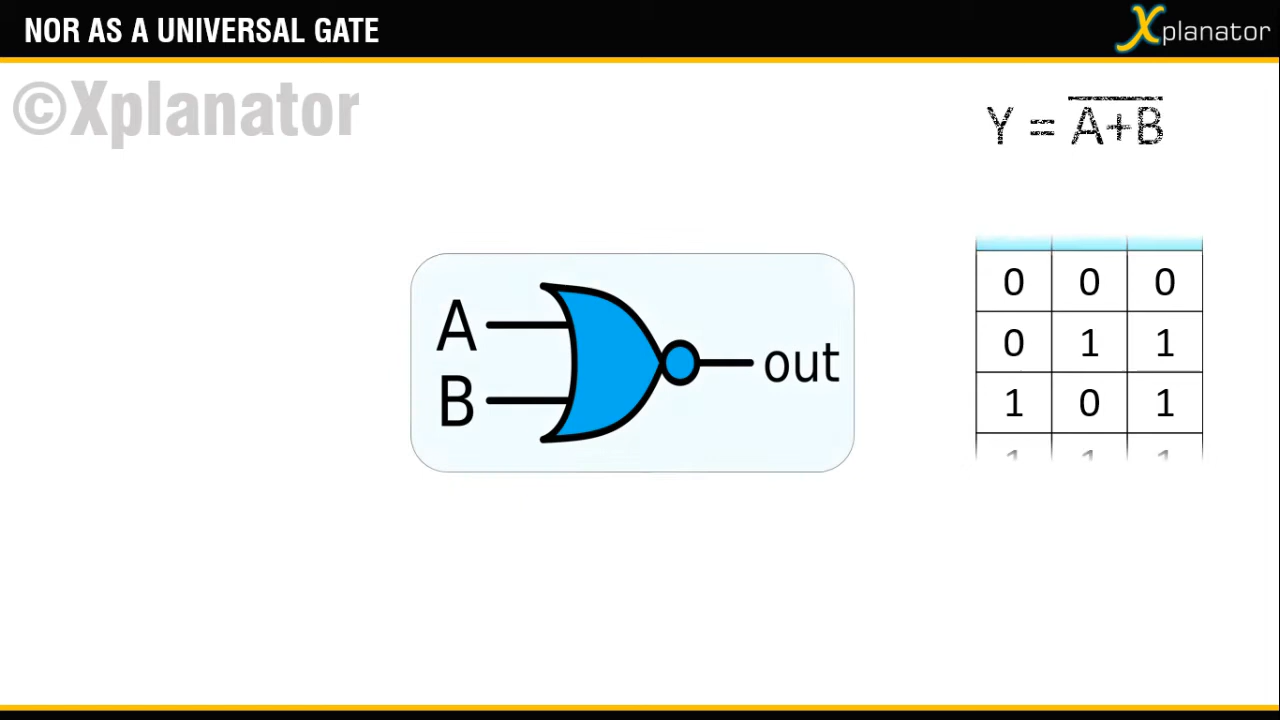 NOR AS A UNIVERSAL GATE
Xplanator
©Xplanator
Y = \overline{A+B}
A
B
out
0 0 0
0 1 1
1 0 1
1 1 1